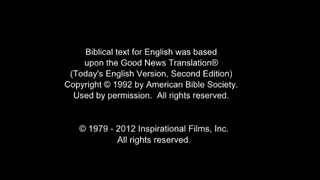 Biblical text for English was based
upon the Good News Translation®
(Today's English Version, Second Edition)
Copyright © 1992 by American Bible Society.
Used by permission.  All rights reserved.
© 1979 - 2012 Inspirational Films, Inc.
All rights reserved.